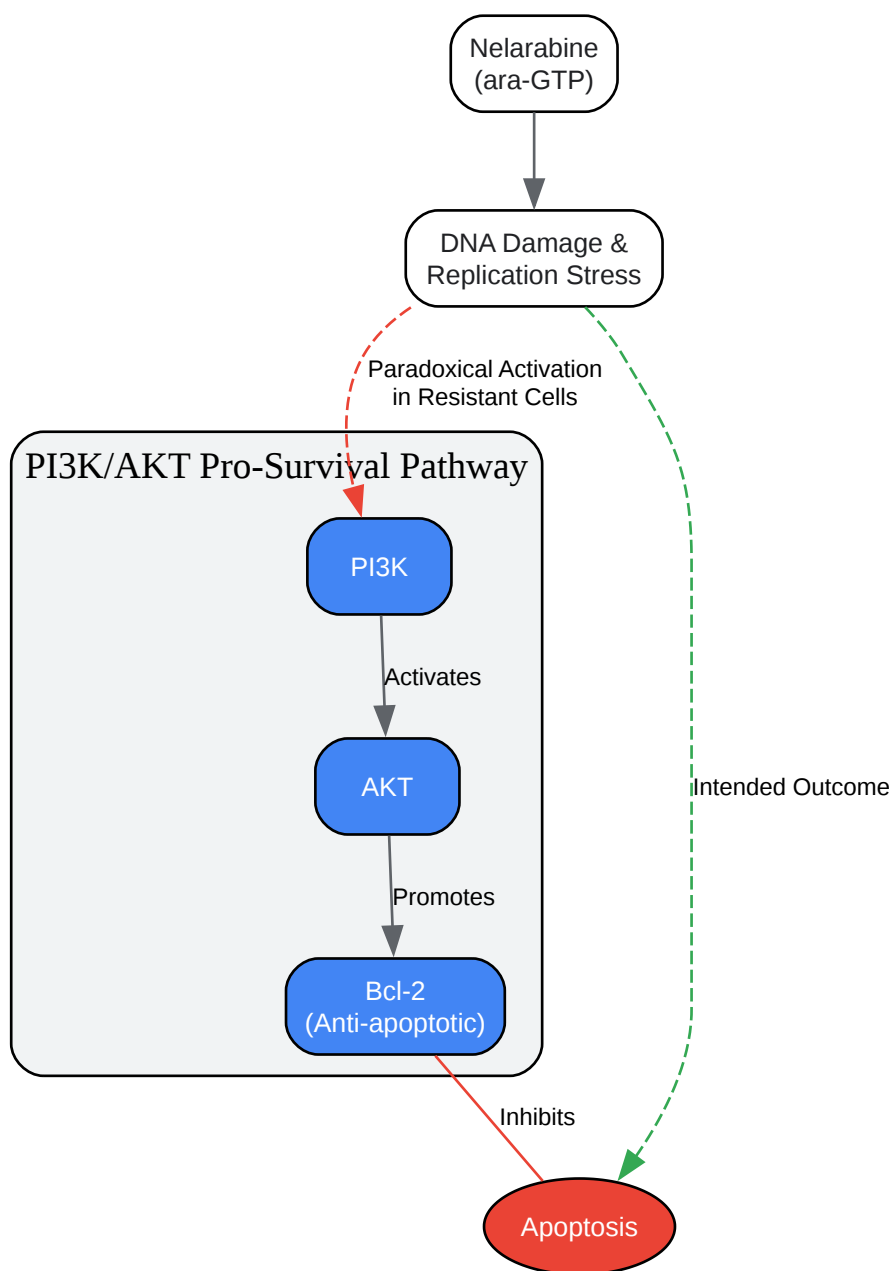 Nelarabine
(ara-GTP)
DNA Damage &
Replication Stress
Paradoxical Activation
in Resistant Cells
PI3K/AKT Pro-Survival Pathway
PI3K
Activates
AKT
Intended Outcome
Promotes
Bcl-2
(Anti-apoptotic)
Inhibits
Apoptosis